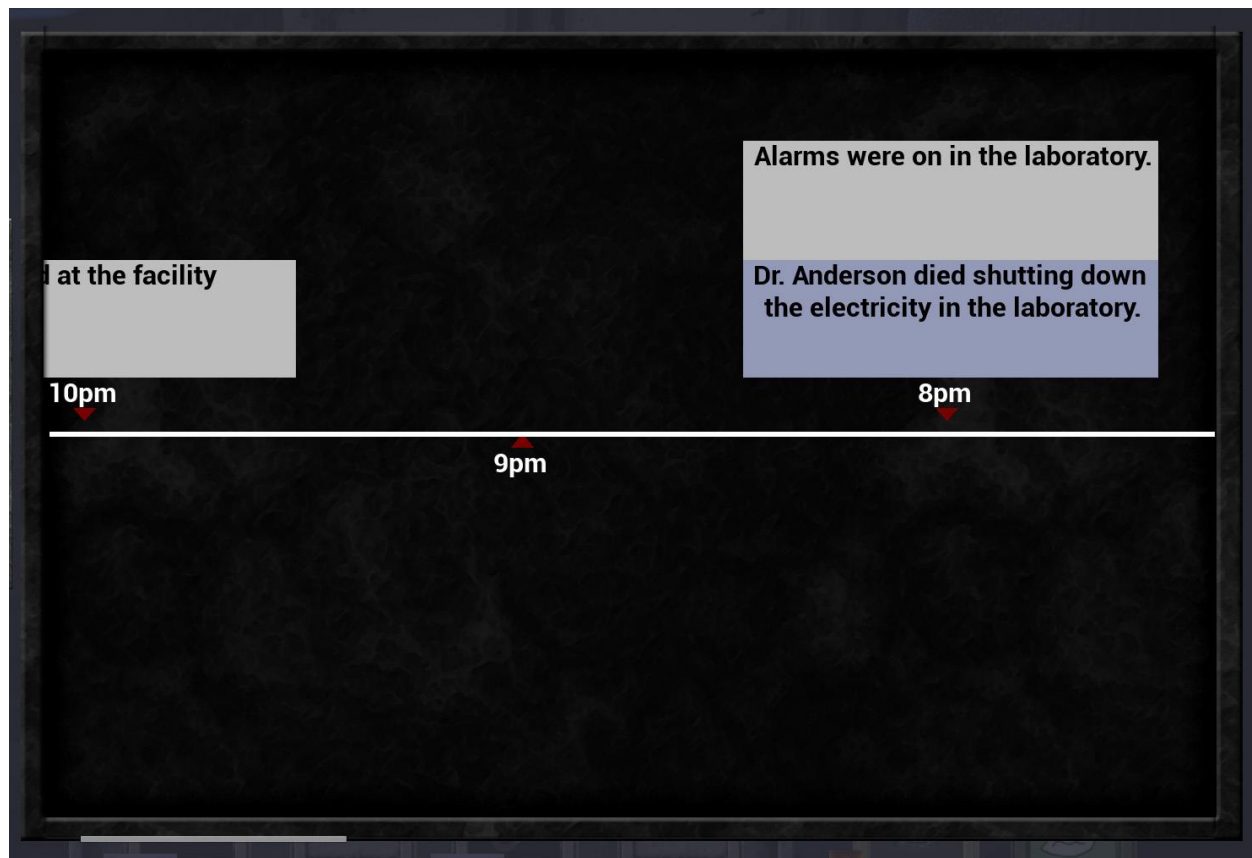 Alarms were on in the laboratory.
at the facility
Dr. Anderson died shutting down
the electricity in the laboratory.
10pm
8pm
9pm